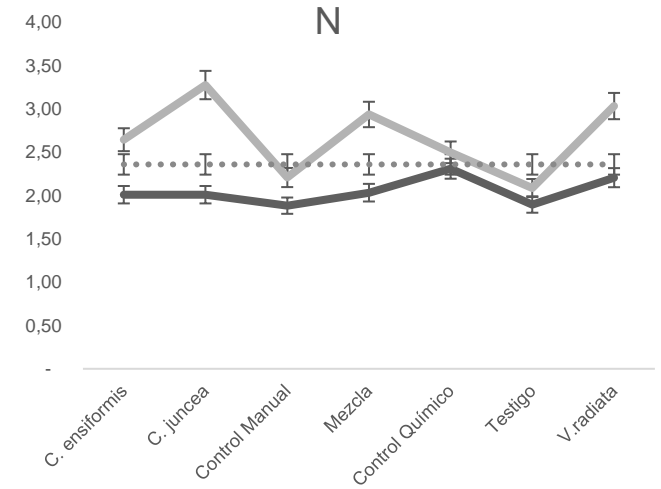 N
4,00
3,50
3,00
2,50
2,00
1,50
1,00
0,50
-
C. ensiformis
C. juncea
Control Manual
Mezcla
Control Químico
Testigo
V.radiata